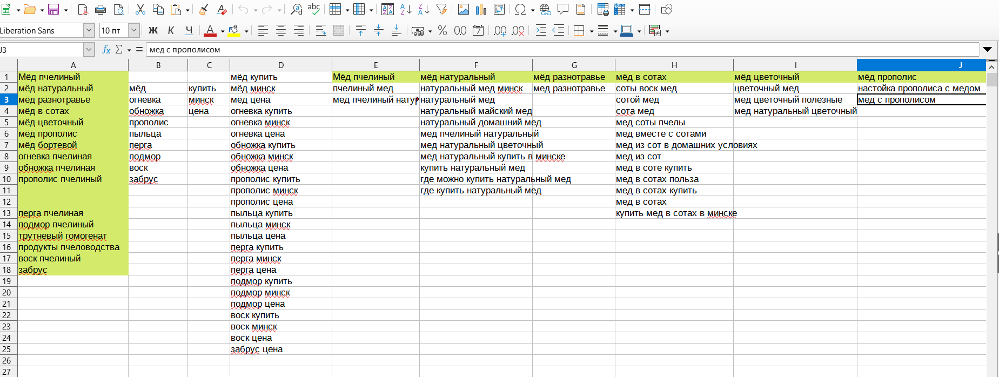 Liberation Sans 10 пт Ж К Ч
J3 мед с прополисом
A B C D E F G H I J
1 Мёд пчелиный мёд купить Мёд пчелиный мёд натуральный мёд разнотравье мёд в сотах мёд цветочный мёд прополис
2 мёд натуральный мёд купить мёд минск пчелиный мед натуральный мед минск мед разнотравье соты воск мед цветочный мед настойка прополиса с медом
3 мёд разнотравье огневка минск мёд цена мед пчелиный натур натуральный мед сотой мед мед цветочный полезные мед с прополисом
4 мёд в сотах обножка цена огневка купить натуральный майский мед сота мед мед натуральный цветочный
5 мёд цветочный прополис огневка минск натуральный домашний мед мед соты пчелы
6 мёд прополис пыльца огневка цена мед пчелиный натуральный мед вместе с сотами
7 мёд бортевой перга обножка купить мед натуральный цветочный мед из сот в домашних условиях
8 огневка пчелиная подмор обножка минск мед натуральный купить в минске мед из сот
9 обножка пчелиная воск обножка цена купить натуральный мед мед в соте купить
10 прополис пчелиный забрус прополис купить где можно купить натуральный мед мед в сотах польза
11 прополис минск где купить натуральный мед мед в сотах купить
12 прополис цена мед в сотах
13 перга пчелиная пыльца купить купить мед в сотах в минске
14 подмор пчелиный пыльца минск
15 трутневый гомогенат пыльца цена
16 продукты пчеловодства перга купить
17 воск пчелиный перга минск
18 забрус перга цена
19 подмор купить
20 подмор минск
21 подмор цена
22 воск купить
23 воск минск
24 воск цена
25 забрус цена
26
27